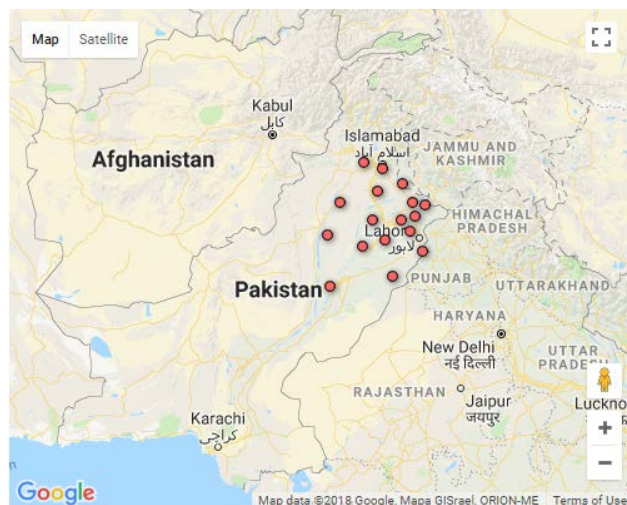 Map Satellite
Kabul
کابل
Islamabad
اسلام آباد
Afghanistan
JAMMU AND
KASHMIR
HIMACHAL
PRADESH
Lahor
لاہور
PUNJAB
UTTARAKHAND
Pakistan
HARYANA
New Delhi
नई दिल्ली
UTTAR
PRADESH
RAJASTHAN
Jaipur
जयपुर
Luckno
Karachi
کراچی
Google
Map data ©2018 Google, Mapa GISrael, ORION-ME Terms of Use